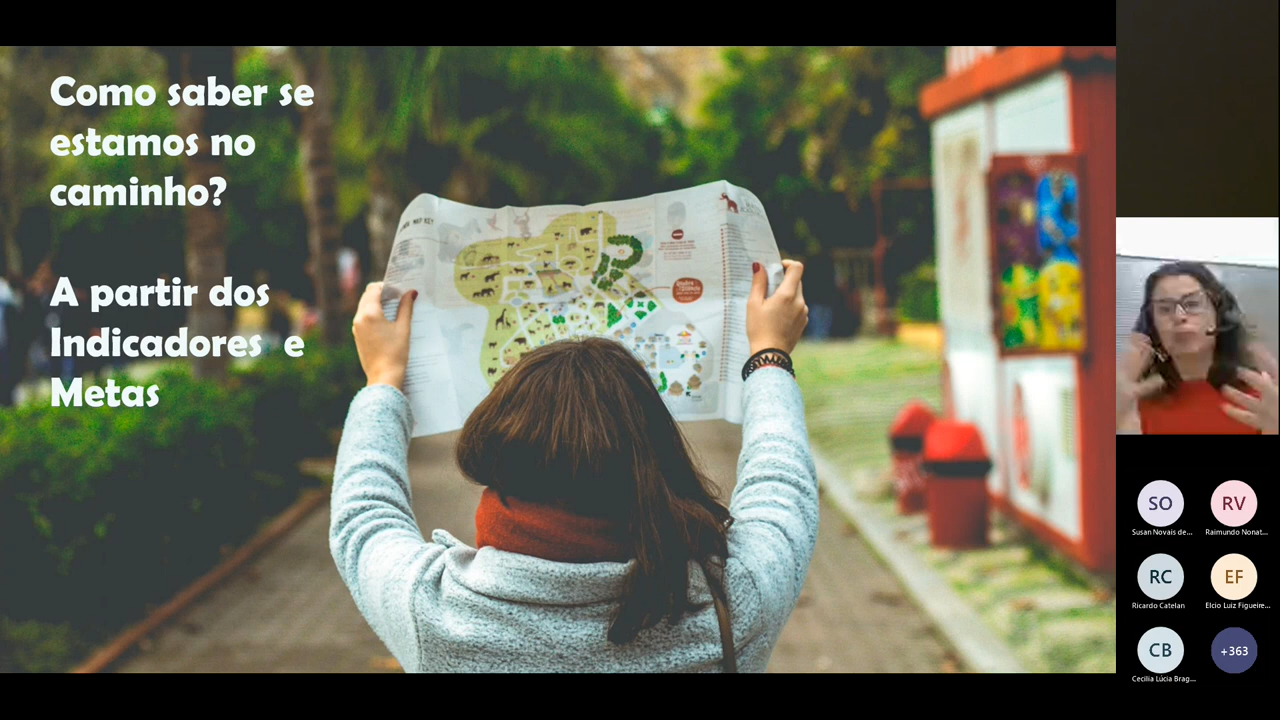 Como saber se
estamos no
caminho?
A partir dos
Indicadores e
Metas
SO
RV
Susan Novais de...
Raimundo Nonat...
RC
EF
Ricardo Catelan
Elcio Luiz Figueire...
CB
+363
Cecilia Lúcia Brag...